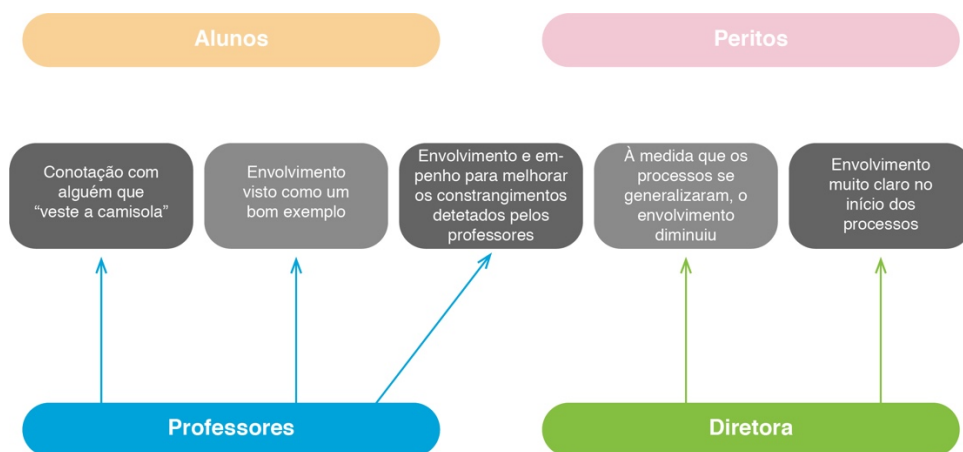 Alunos
Peritos
Conotação com
alguém que
“veste a camisola”
Envolvimento
visto como um
bom exemplo
Envolvimento e em-
penho para melhorar
os constrangimentos
detetados pelos
professores
À medida que os
processos se
generalizaram, o
envolvimento
diminuiu
Envolvimento
muito claro no
início dos
processos
Professores
Diretora